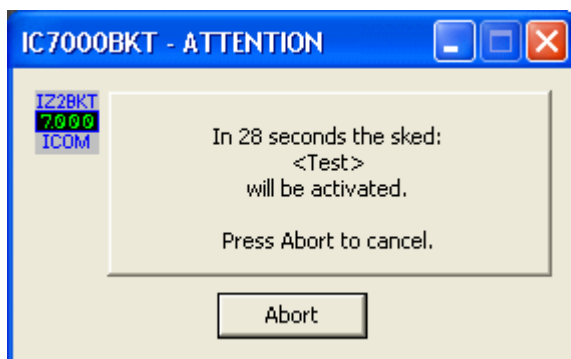 IC7000BKT - ATTENTION
IZ2BKT
7.000
ICOM
In 28 seconds the sked:
<Test>
will be activated.
Press Abort to cancel.
Abort